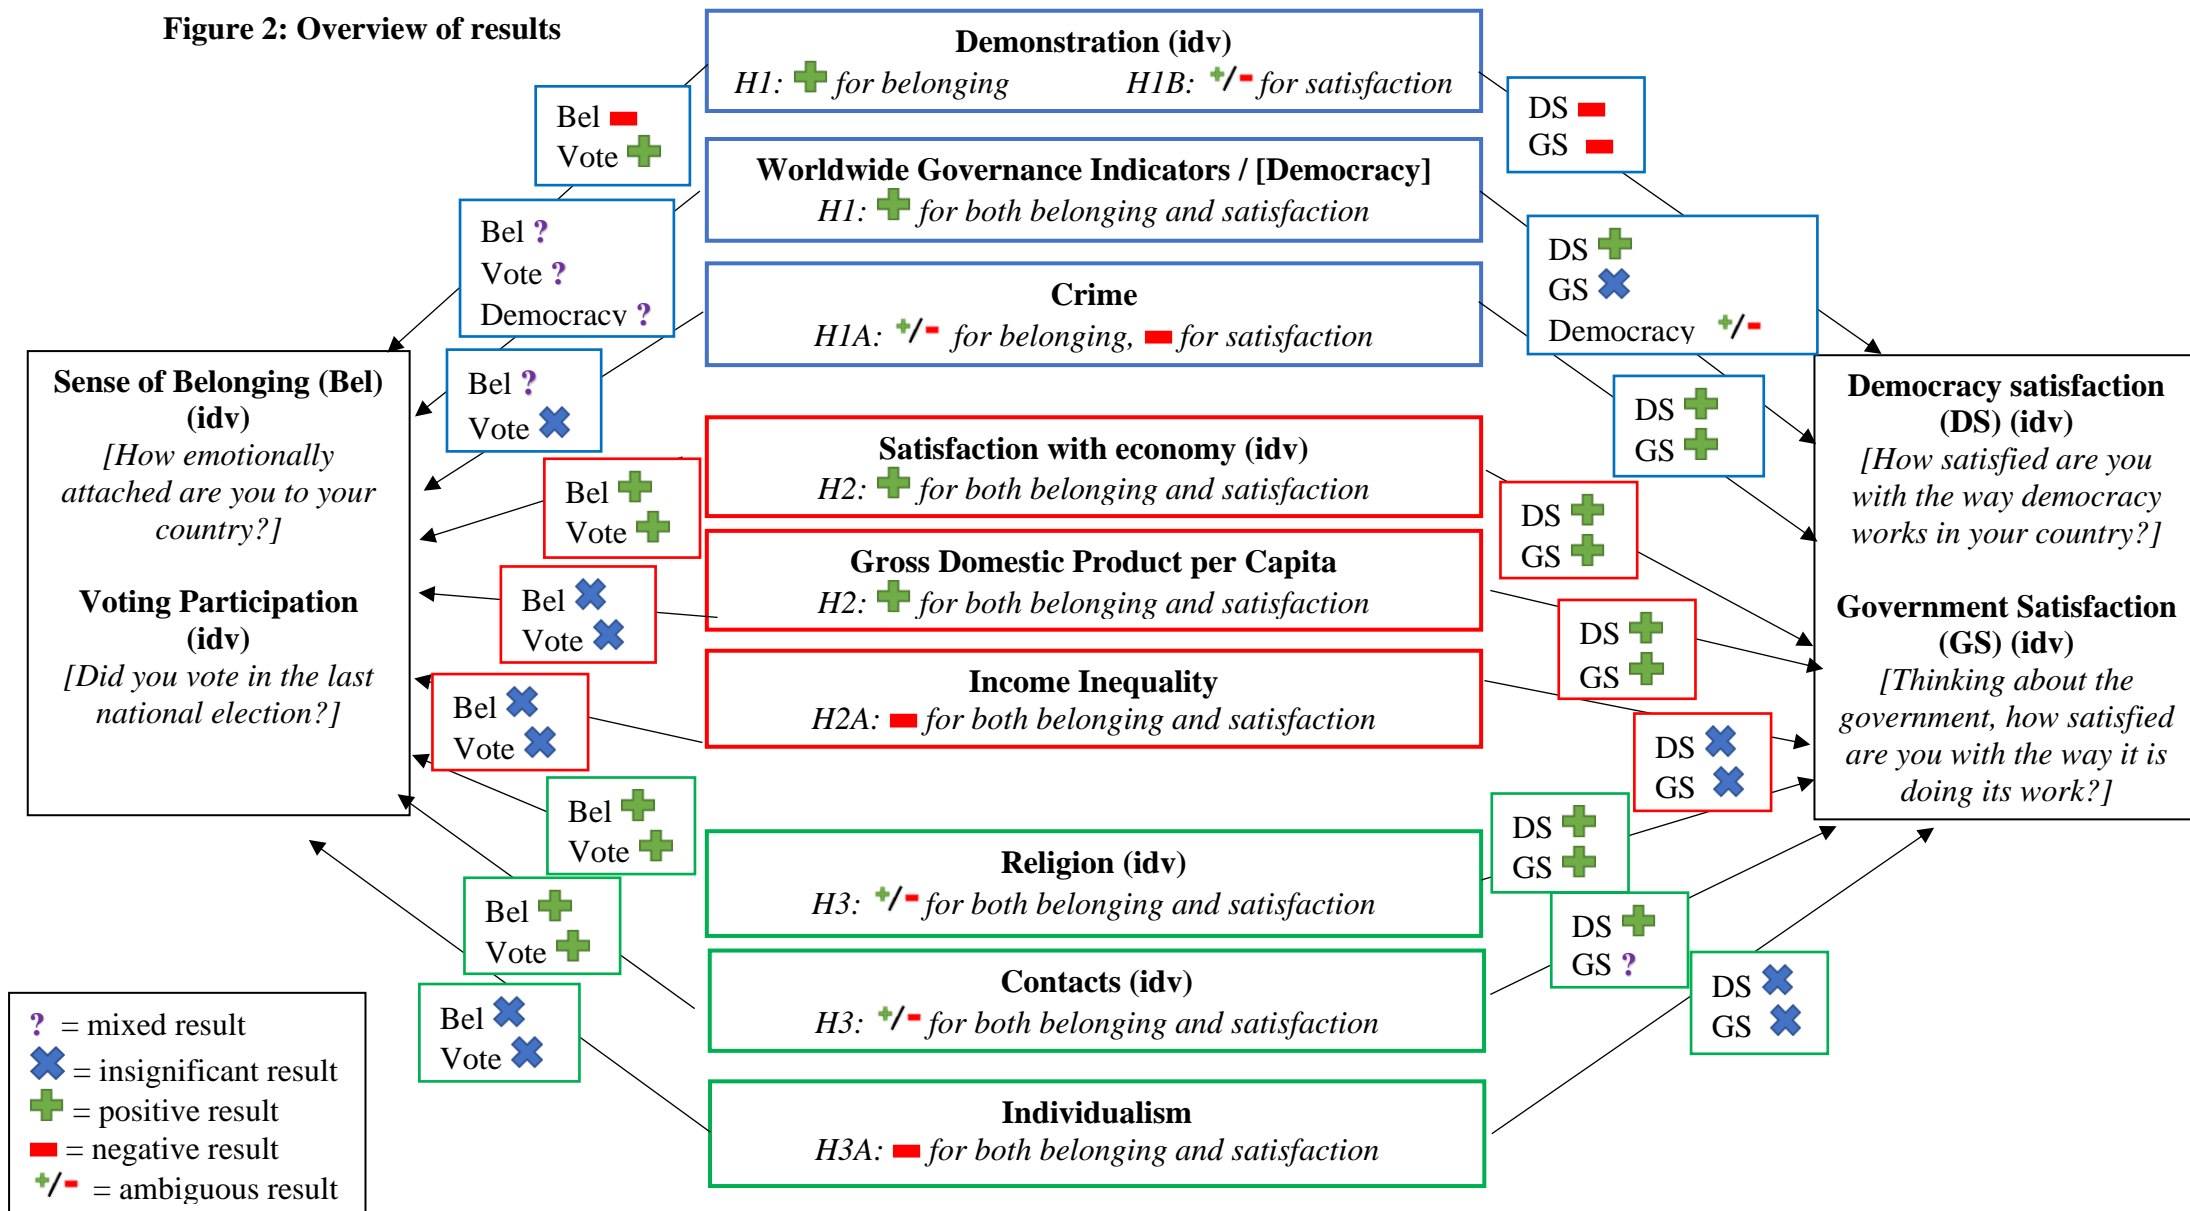 Figure 2: Overview of results
Demonstration (idv)
H1: + for belonging H1B: +/- for satisfaction
Bel -
Vote +
DS -
GS -
Worldwide Governance Indicators / [Democracy]
H1: + for both belonging and satisfaction
Bel ?
Vote ?
Democracy ?
DS +
GS ✖
Democracy +/-
Crime
H1A: +/- for belonging, - for satisfaction
Bel ?
Vote ✖
DS +
GS +
Sense of Belonging (Bel)
(idv)
[How emotionally
attached are you to your
country?]
Voting Participation
(idv)
[Did you vote in the last
national election?]
Satisfaction with economy (idv)
H2: + for both belonging and satisfaction
Bel +
Vote +
DS +
GS +
Gross Domestic Product per Capita
H2: + for both belonging and satisfaction
Bel ✖
Vote ✖
DS +
GS +
Income Inequality
H2A: - for both belonging and satisfaction
Bel ✖
Vote ✖
DS ✖
GS ✖
Democracy satisfaction
(DS) (idv)
[How satisfied are you
with the way democracy
works in your country?]
Government Satisfaction
(GS) (idv)
[Thinking about the
government, how satisfied
are you with the way it is
doing its work?]
Religion (idv)
H3: +/- for both belonging and satisfaction
Bel +
Vote +
DS +
GS +
Contacts (idv)
H3: +/- for both belonging and satisfaction
Bel +
Vote +
DS +
GS ?
Individualism
H3A: - for both belonging and satisfaction
Bel ✖
Vote ✖
DS ✖
GS ✖
? = mixed result
✖ = insignificant result
+ = positive result
- = negative result
+/- = ambiguous result